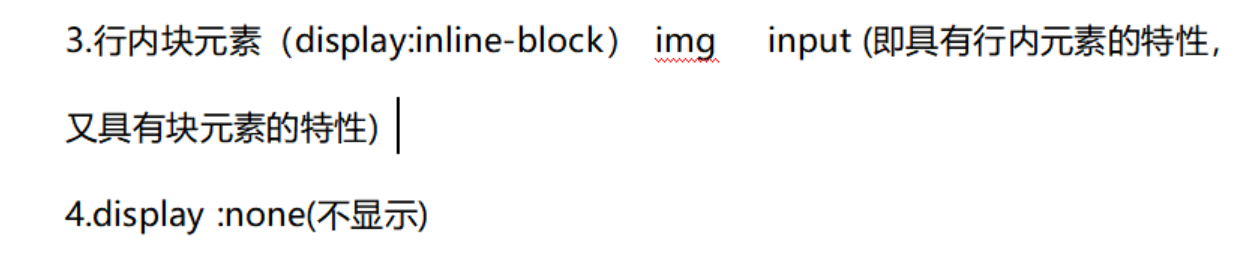 3.行内块元素（display:inline-block） img input (即具有行内元素的特性，
又具有块元素的特性)
4.display :none(不显示)